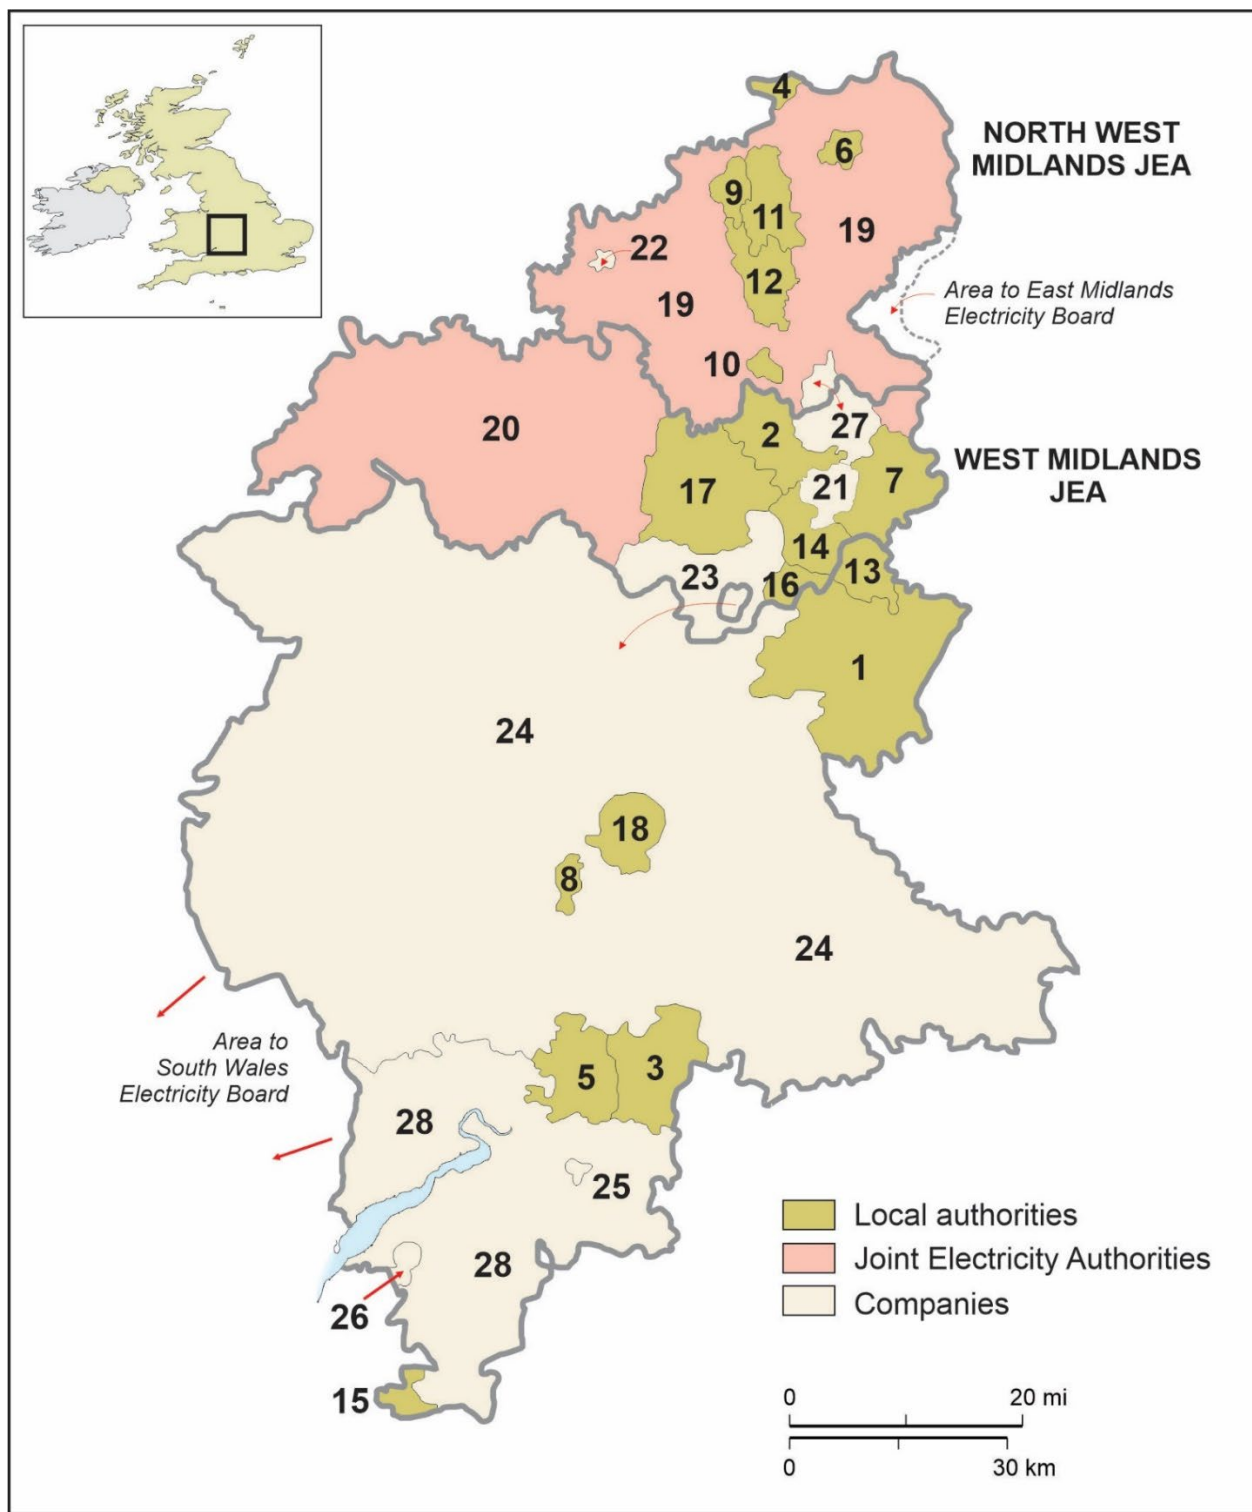 4
NORTH WEST
MIDLANDS JEA
6
9
11
19
22
12
19
Area to East Midlands
Electricity Board
10
27
2
20
WEST MIDLANDS
JEA
7
21
17
14
13
23
16
1
24
18
8
24
Area to
South Wales
Electricity Board
5
3
28
25
Local authorities
Joint Electricity Authorities
28
Companies
26
15
0 20 mi
0 30 km